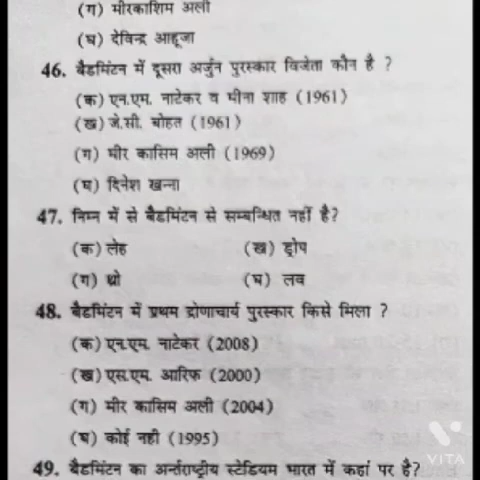 (ग) मीरकाशिम अली
(घ) देविन्द्र आहूजा
46. बैडमिंटन में दूसरा अर्जुन पुरस्कार विजेता कौन है ?
(क) एन.एम. नाटेकर व मीना शाह (1961)
(ख) जे.सी. बोहत (1961)
(ग) मीर कासिम अली (1969)
(घ) दिनेश खन्ना
47. निम्न में से बैडमिंटन से सम्बन्धित नहीं है?
(क) लेह (ख) ड्रोप
(ग) थ्रो (घ) लव
48. बैडमिंटन में प्रथम द्रोणाचार्य पुरस्कार किसे मिला ?
(क) एन.एम. नाटेकर (2008)
(ख) एस.एम. आरिफ (2000)
(ग) मीर कासिम अली (2004)
(घ) कोई नही (1995)
49. बैडमिंटन का अर्न्तराष्ट्रीय स्टेडियम भारत में कहां पर है?
VITA